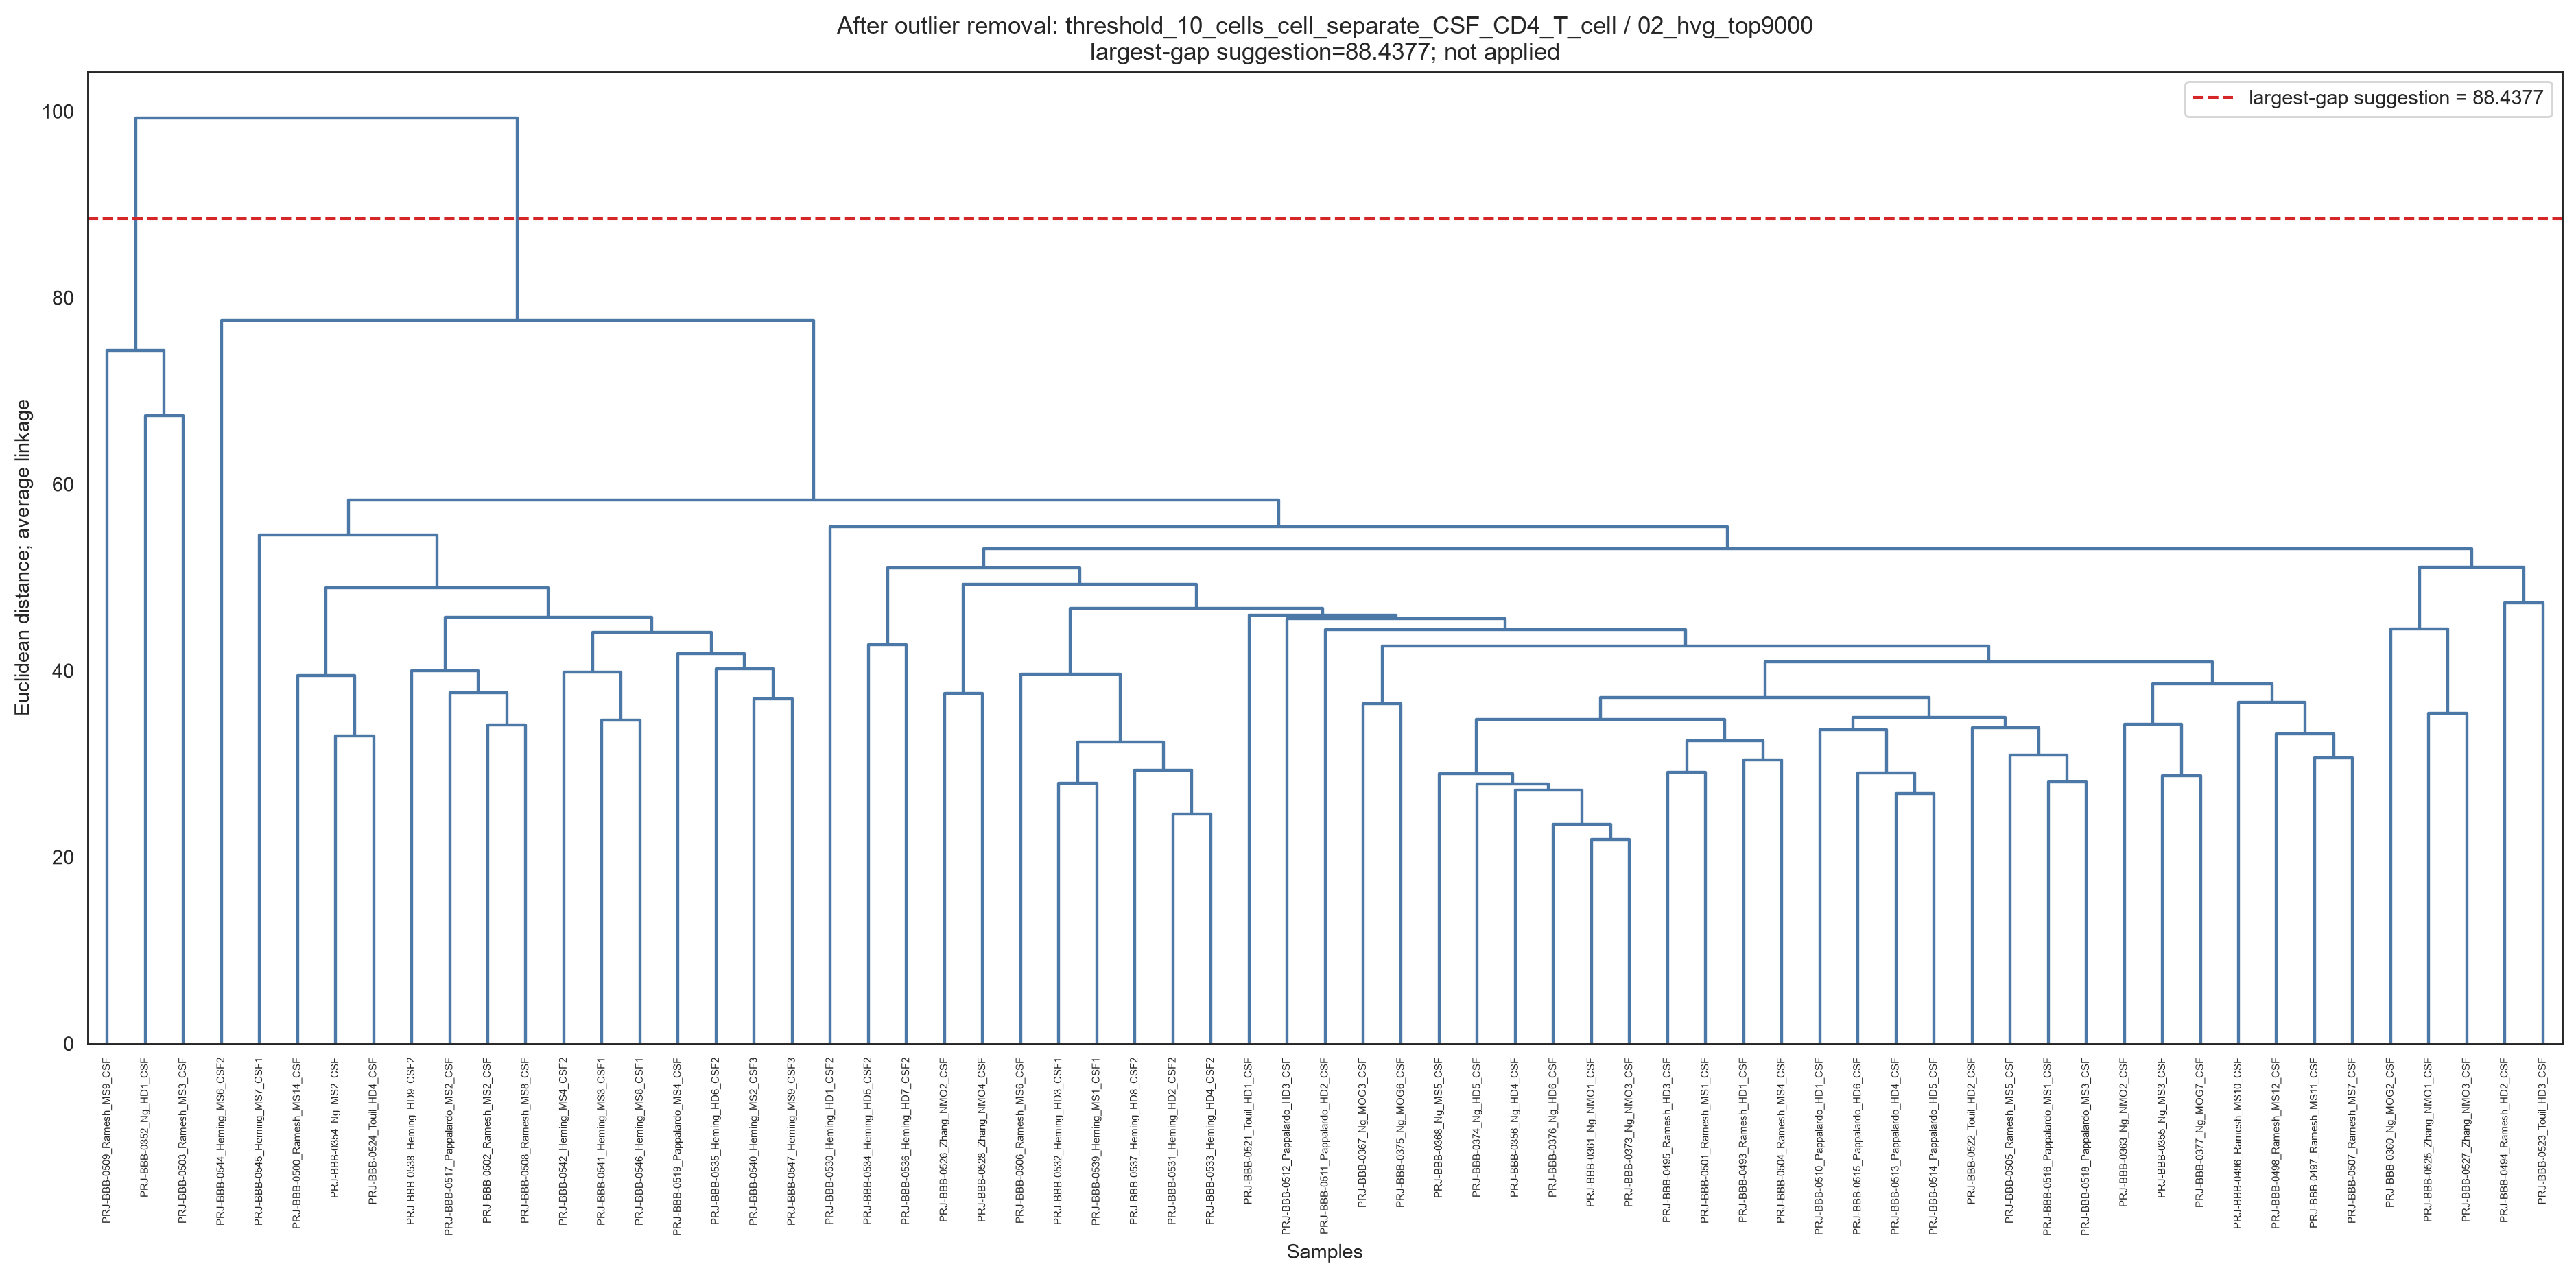 After outlier removal: threshold_10_cells_cell_separate_CSF_CD4_T_cell / 02_hvg_top9000
largest-gap suggestion=88.4377; not applied
largest-gap suggestion = 88.4377
Euclidean distance; average linkage
100
80
60
40
20
0
PRJ-BBB-0509_Ramesh_MS9_CSF
PRJ-BBB-0352_Ng_HD1_CSF
PRJ-BBB-0503_Ramesh_MS3_CSF
PRJ-BBB-0544_Heming_MS6_CSF2
PRJ-BBB-0545_Heming_MS7_CSF1
PRJ-BBB-0500_Ramesh_MS14_CSF
PRJ-BBB-0354_Ng_MS2_CSF
PRJ-BBB-0524_Touil_HD4_CSF
PRJ-BBB-0538_Heming_HD9_CSF2
PRJ-BBB-0517_Pappalardo_MS2_CSF
PRJ-BBB-0502_Ramesh_MS2_CSF
PRJ-BBB-0508_Ramesh_MS8_CSF
PRJ-BBB-0542_Heming_MS4_CSF2
PRJ-BBB-0541_Heming_MS3_CSF1
PRJ-BBB-0546_Heming_MS8_CSF1
PRJ-BBB-0519_Pappalardo_MS4_CSF
PRJ-BBB-0535_Heming_HD6_CSF2
PRJ-BBB-0540_Heming_MS2_CSF3
PRJ-BBB-0547_Heming_MS9_CSF3
PRJ-BBB-0530_Heming_HD1_CSF2
PRJ-BBB-0534_Heming_HD5_CSF2
PRJ-BBB-0536_Heming_HD7_CSF2
PRJ-BBB-0526_Zhang_NMO2_CSF
PRJ-BBB-0528_Zhang_NMO4_CSF
PRJ-BBB-0506_Ramesh_MS6_CSF
PRJ-BBB-0532_Heming_HD3_CSF1
PRJ-BBB-0539_Heming_MS1_CSF1
PRJ-BBB-0537_Heming_HD8_CSF2
PRJ-BBB-0531_Heming_HD2_CSF2
PRJ-BBB-0533_Heming_HD4_CSF2
PRJ-BBB-0521_Touil_HD1_CSF
PRJ-BBB-0512_Pappalardo_HD3_CSF
PRJ-BBB-0511_Pappalardo_HD2_CSF
PRJ-BBB-0367_Ng_MOG3_CSF
PRJ-BBB-0375_Ng_MOG6_CSF
PRJ-BBB-0368_Ng_MS5_CSF
PRJ-BBB-0374_Ng_HD5_CSF
PRJ-BBB-0356_Ng_HD4_CSF
PRJ-BBB-0376_Ng_HD6_CSF
PRJ-BBB-0361_Ng_NMO1_CSF
PRJ-BBB-0373_Ng_NMO3_CSF
PRJ-BBB-0495_Ramesh_HD3_CSF
PRJ-BBB-0501_Ramesh_MS1_CSF
PRJ-BBB-0493_Ramesh_HD1_CSF
PRJ-BBB-0504_Ramesh_MS4_CSF
PRJ-BBB-0510_Pappalardo_HD1_CSF
PRJ-BBB-0515_Pappalardo_HD6_CSF
PRJ-BBB-0513_Pappalardo_HD4_CSF
PRJ-BBB-0514_Pappalardo_HD5_CSF
PRJ-BBB-0522_Touil_HD2_CSF
PRJ-BBB-0505_Ramesh_MS5_CSF
PRJ-BBB-0516_Pappalardo_MS1_CSF
PRJ-BBB-0518_Pappalardo_MS3_CSF
PRJ-BBB-0363_Ng_NMO2_CSF
PRJ-BBB-0355_Ng_MS3_CSF
PRJ-BBB-0377_Ng_MOG7_CSF
PRJ-BBB-0496_Ramesh_MS10_CSF
PRJ-BBB-0498_Ramesh_MS12_CSF
PRJ-BBB-0497_Ramesh_MS11_CSF
PRJ-BBB-0507_Ramesh_MS7_CSF
PRJ-BBB-0360_Ng_MOG2_CSF
PRJ-BBB-0525_Zhang_NMO1_CSF
PRJ-BBB-0527_Zhang_NMO3_CSF
PRJ-BBB-0494_Ramesh_HD2_CSF
PRJ-BBB-0523_Touil_HD3_CSF
Samples